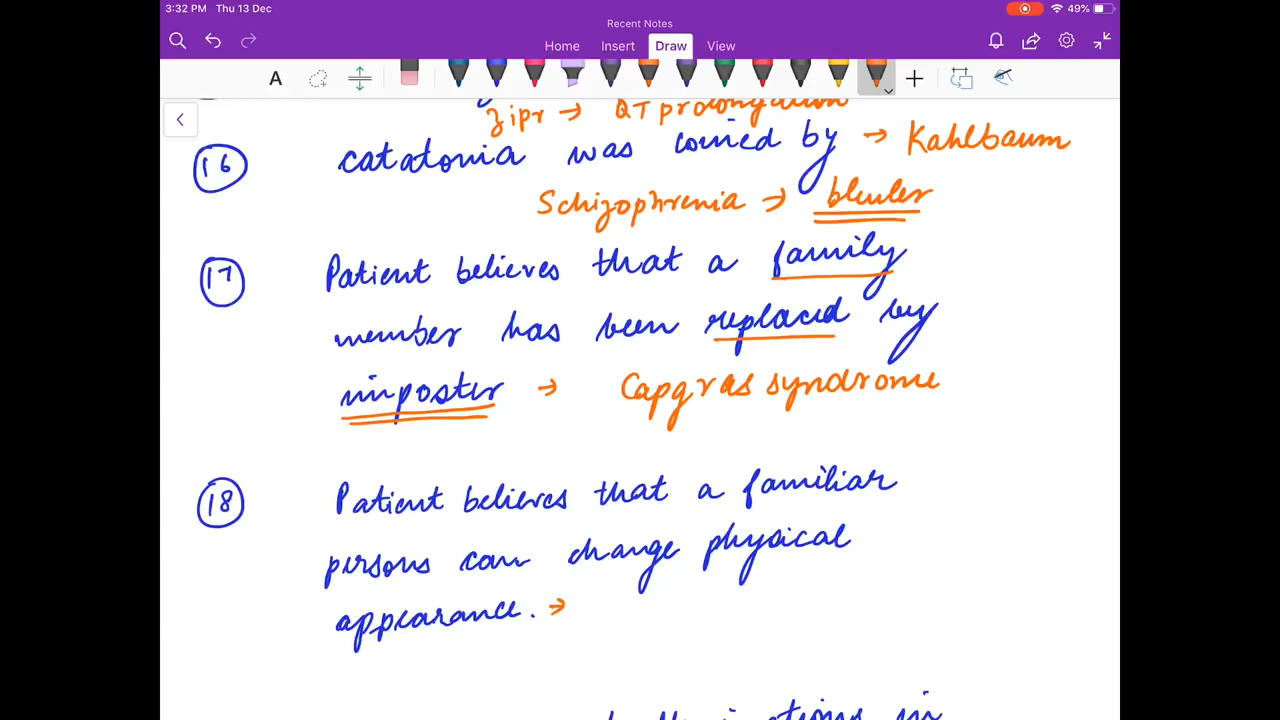 3:32 PM Thu 13 Dec
49%
Recent Notes
Home Insert Draw View
A
Zipr → QT prolongation
16 catatonia was coined by → Kahlbaum
Schizophrenia → bleuler
17 Patient believes that a family
member has been replaced by
imposter → Capgras syndrome
18 Patient believes that a familiar
persons can change physical
appearance. →
in